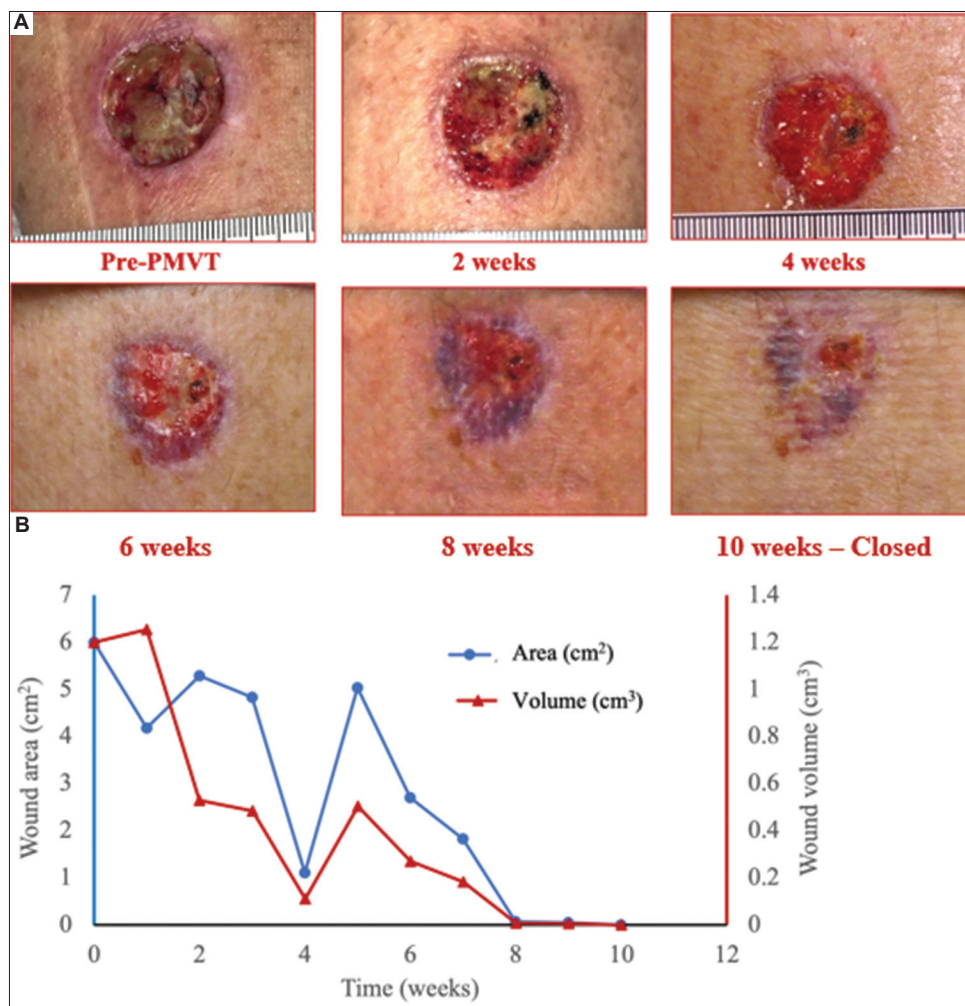 A
Pre-PMVT
2 weeks
4 weeks
B
6 weeks
8 weeks
10 weeks – Closed
7
6
5
4
3
2
1
0
Wound area (cm²)
Area (cm²)
Volume (cm³)
1.4
1.2
1
0.8
0.6
0.4
0.2
0
Wound volume (cm³)
0
2
4
6
8
10
12
Time (weeks)